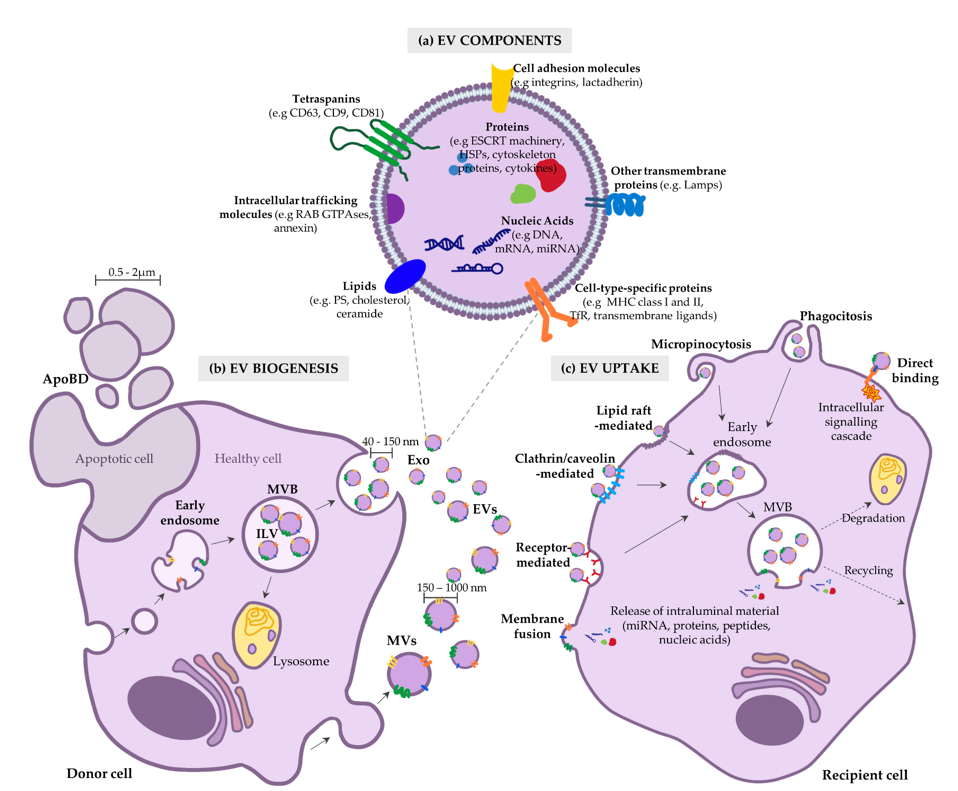 (a) EV COMPONENTS
Cell adhesion molecules
(e.g integrins, lactadherin)
Tetraspanins
(e.g CD63, CD9, CD81)
Proteins
(e.g ESCRT machinery,
HSPs, cytoskeleton
proteins, cytokines)
Other transmembrane
proteins (e.g. Lamps)
Intracellular trafficking
molecules (e.g RAB GTPAses,
annexin)
Nucleic Acids
(e.g DNA,
mRNA, miRNA)
Lipids
(e.g. PS, cholesterol,
ceramide
Cell-type-specific proteins
(e.g MHC class I and II,
TfR, transmembrane ligands)
(b) EV BIOGENESIS
0.5 - 2µm
ApoBD
Apoptotic cell
Healthy cell
40 - 150 nm
Exo
MVB
ILV
Early
endosome
EVs
150 – 1000 nm
Lysosome
MVs
Donor cell
(c) EV UPTAKE
Phagocitosis
Micropinocytosis
Direct
binding
Lipid raft
-mediated
Early
endosome
Intracellular
signalling
cascade
Clathrin/caveolin
-mediated
MVB
Degradation
Receptor-
mediated
Recycling
Membrane
fusion
Release of intraluminal material
(miRNA, proteins, peptides,
nucleic acids)
Recipient cell